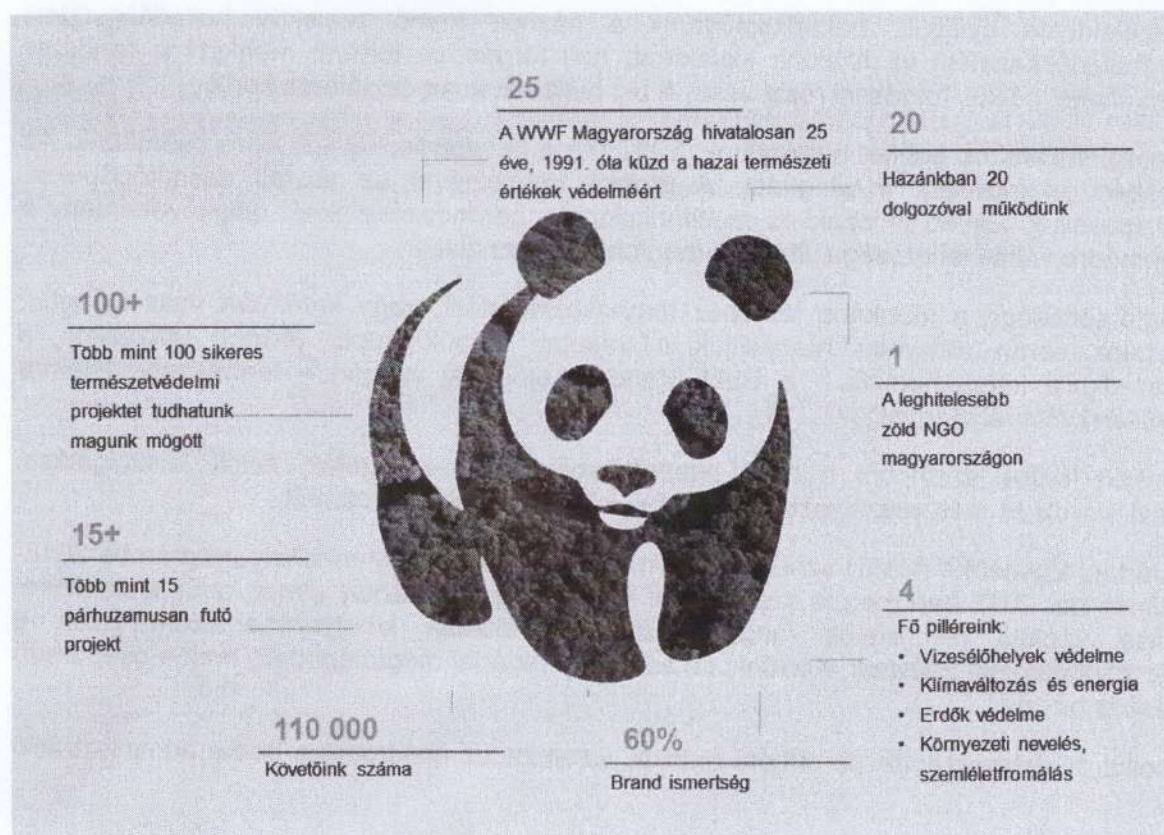 25
A WWF Magyarország hivatalosan 25
éve, 1991. óta küzd a hazai természeti
értékek védelméért
20
Hazánkban 20
dolgozóval működünk
100+
Több mint 100 sikeres
természetvédelmi
projektet tudhatunk
magunk mögött
1
A leghitelesebb
zöld NGO
magyarországon
15+
Több mint 15
párhuzamusan futó
projekt
4
Fő pilléreink:
• Vizesélőhelyek védelme
• Klímaváltozás és energia
• Erdők védelme
• Környezeti nevelés,
szemléletfromálás
110 000
Követőink száma
60%
Brand ismertség